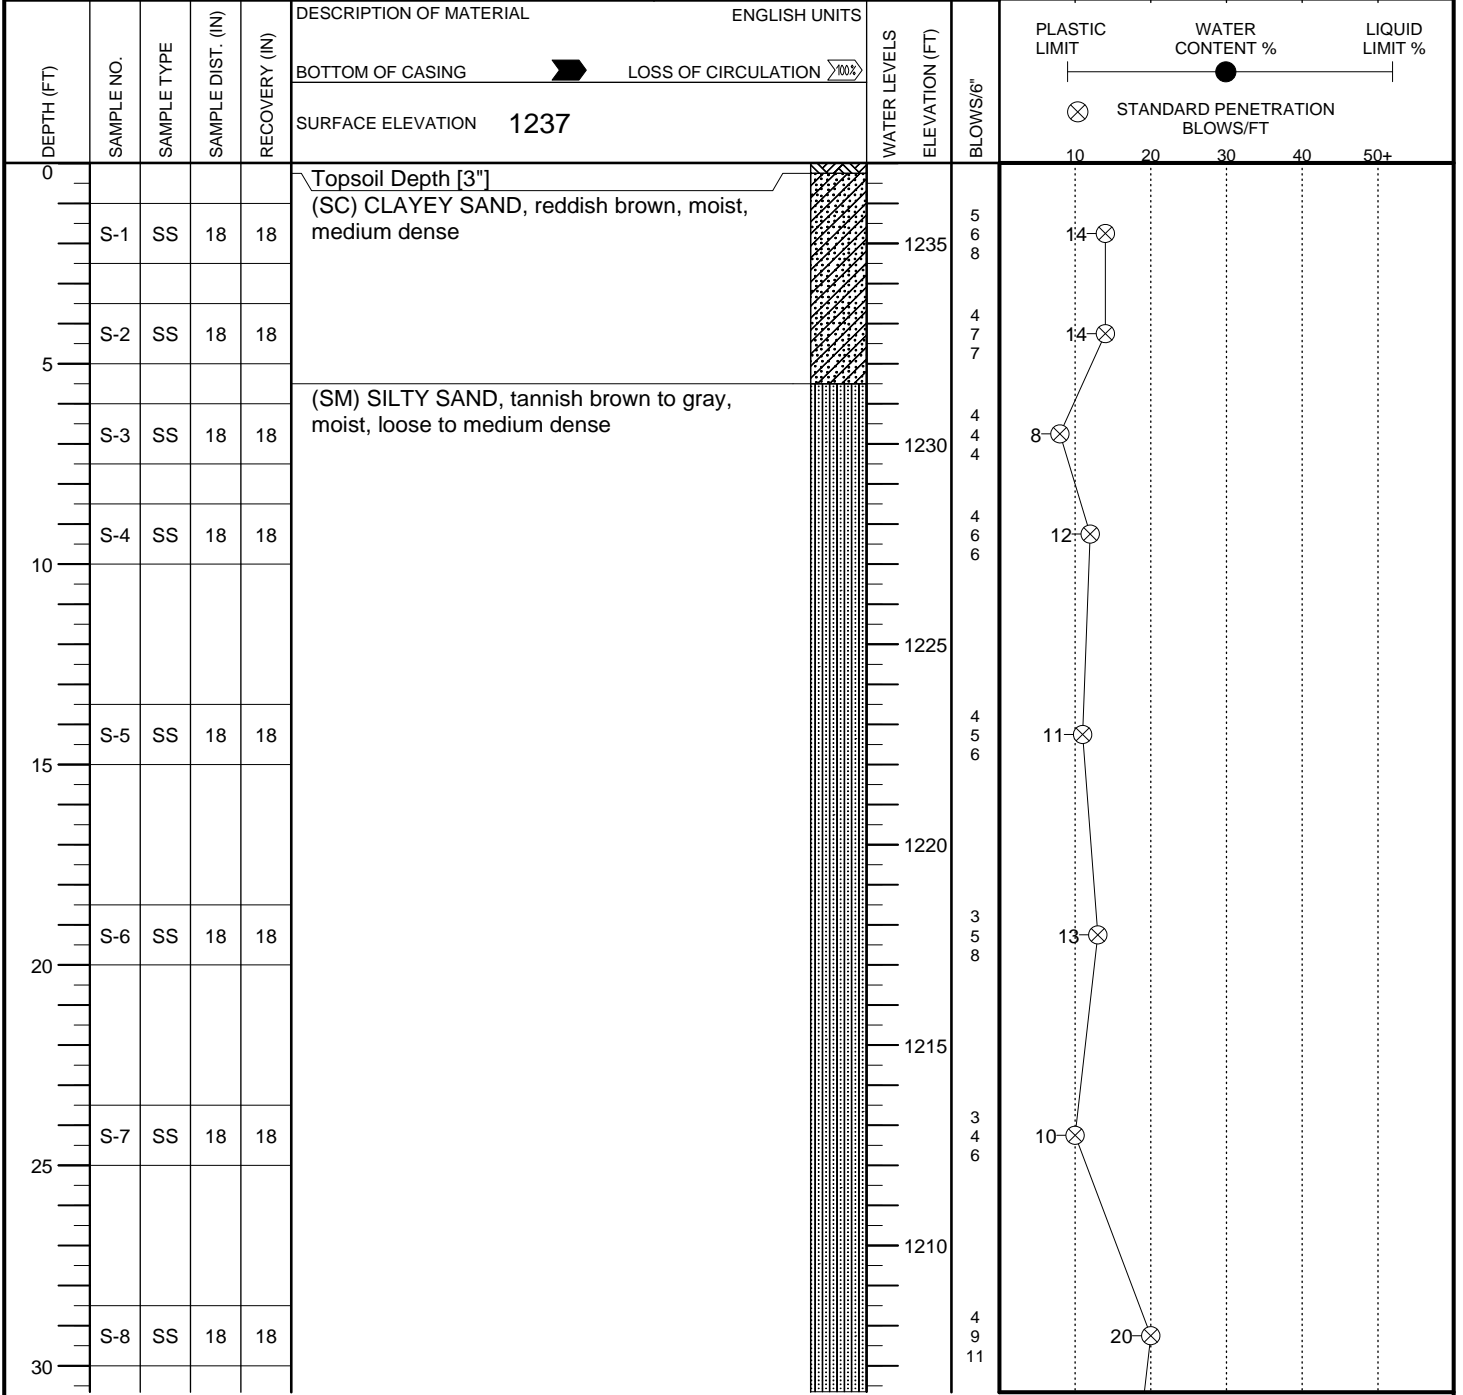 DEPTH (FT)
SAMPLE NO.
SAMPLE TYPE
SAMPLE DIST. (IN)
RECOVERY (IN)
DESCRIPTION OF MATERIAL ENGLISH UNITS
BOTTOM OF CASING LOSS OF CIRCULATION 100%
SURFACE ELEVATION 1237
WATER LEVELS
ELEVATION (FT)
BLOWS/6"
PLASTIC LIMIT
WATER CONTENT %
LIQUID LIMIT %
STANDARD PENETRATION
BLOWS/FT
10 20 30 40 50+
0
Topsoil Depth [3"]
(SC) CLAYEY SAND, reddish brown, moist,
medium dense
S-1 SS 18 18
1235
5
6
8
14
S-2 SS 18 18
4
7
7
14
5
(SM) SILTY SAND, tannish brown to gray,
moist, loose to medium dense
S-3 SS 18 18
1230
4
4
4
8
S-4 SS 18 18
4
6
6
12
10
1225
S-5 SS 18 18
4
5
6
11
15
1220
S-6 SS 18 18
3
5
8
13
20
1215
S-7 SS 18 18
3
4
6
10
25
1210
S-8 SS 18 18
4
9
11
20
30